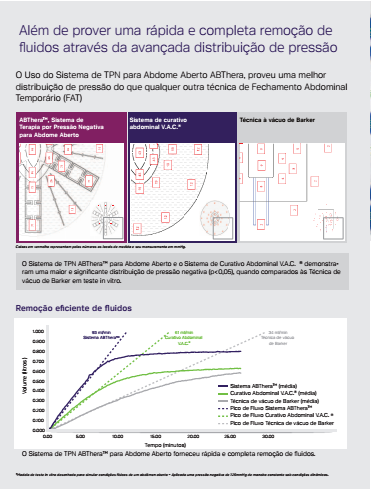 Além de prover uma rápida e completa remoção de
fluidos através da avançada distribuição de pressão
O Uso do Sistema de TPN para Abdome Aberto ABThera, proveu uma melhor
distribuição de pressão do que qualquer outra técnica de Fechamento Abdominal
Temporário (FAT)
ABThera™, Sistema de
Terapia por Pressão Negativa
para Abdome Aberto
Sistema de curativo
abdominal V.A.C.®
Técnica à vácuo de Barker
Caixas em vermelho representam pelos números os locais de medida e seu mensuramento em mmHg.
O Sistema de TPN ABThera™ para Abdome Aberto e o Sistema de Curativo Abdominal V.A.C. ® demonstra-
ram uma maior e significante distribuição de pressão negativa (p<0,05), quando comparados às Técnica de
vácuo de Barker em teste in vitro.
Remoção eficiente de fluidos
Volume (litros)
1.000
0.900
0.800
0.700
0.600
0.500
0.400
0.300
0.200
0.100
0.000
93 ml/min
Sistema ABThera™
61 ml/min
Curativo Abdominal
V.A.C.®
34 ml/min
Técnica de vácuo
de Barker
Sistema ABThera™ (média)
Curativo Abdominal V.A.C.® (média)
Técnica de vácuo de Barker (média)
Pico de Fluxo Sistema ABThera™
Pico de Fluxo Curativo Abdominal V.A.C. ®
Pico de Fluxo Técnica de vácuo de Barker
0.00 5.00 10.00 15.00 20.00 25.00 30.00
Tempo (minutos)
O Sistema de TPN ABThera™ para Abdome Aberto forneceu rápida e completa remoção de fluidos.